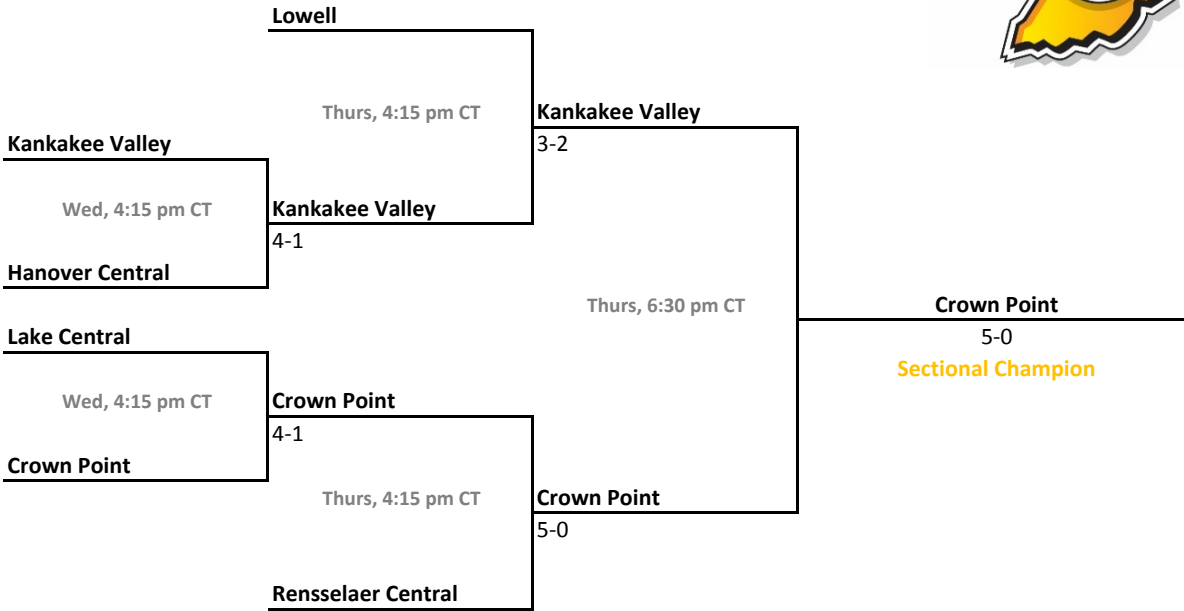 Lowell
Thurs, 4:15 pm CT
Kankakee Valley
3-2
Kankakee Valley
Wed, 4:15 pm CT
Kankakee Valley
4-1
Hanover Central
Thurs, 6:30 pm CT
Crown Point
5-0
Sectional Champion
Lake Central
Wed, 4:15 pm CT
Crown Point
4-1
Crown Point
Thurs, 4:15 pm CT
Crown Point
5-0
Rensselaer Central